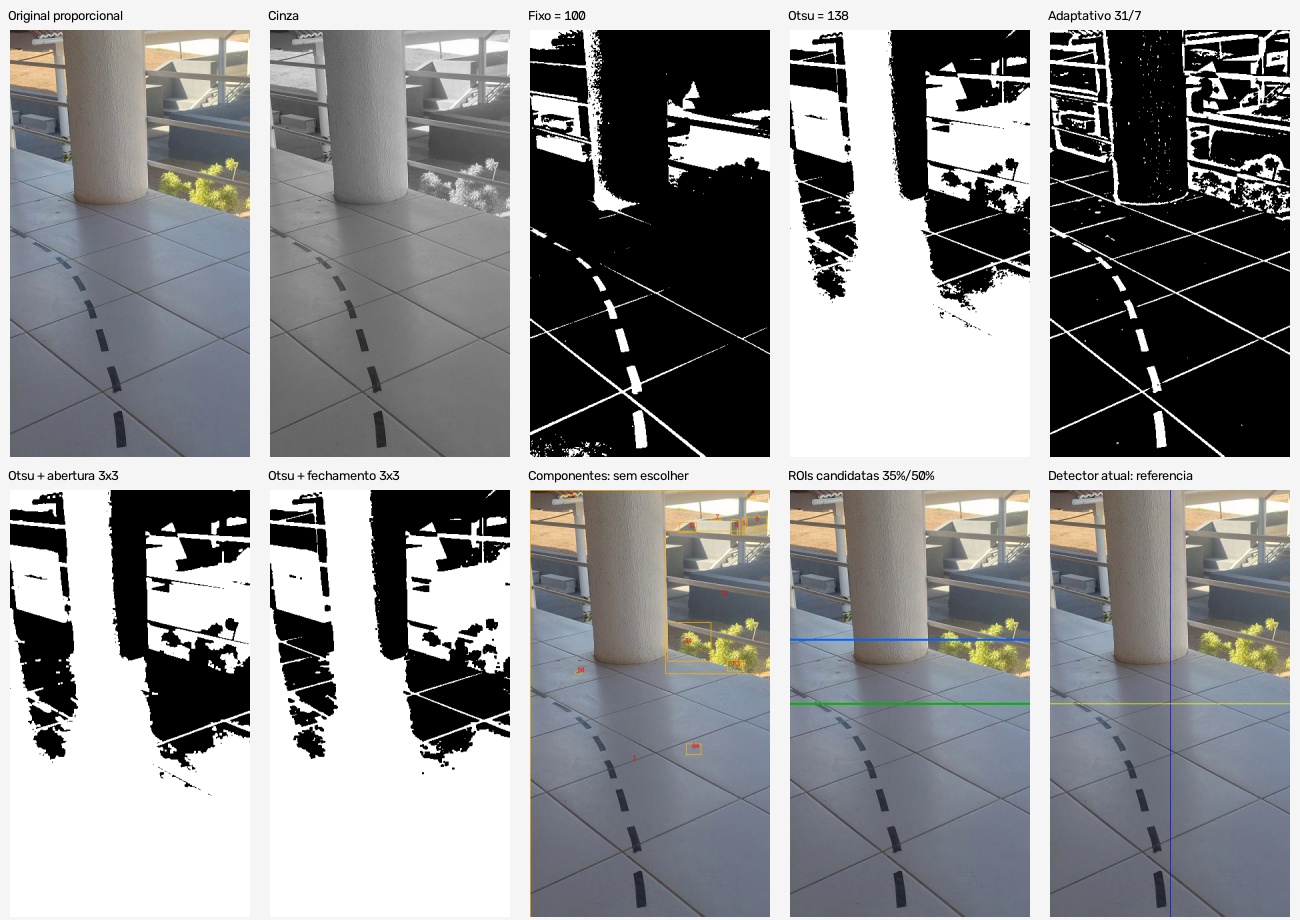 Original proporcional
Cinza
Fixo = 100
Otsu = 138
Adaptativo 31/7
Otsu + abertura 3x3
Otsu + fechamento 3x3
Componentes: sem escolher
ROIs candidatas 35%/50%
Detector atual: referencia